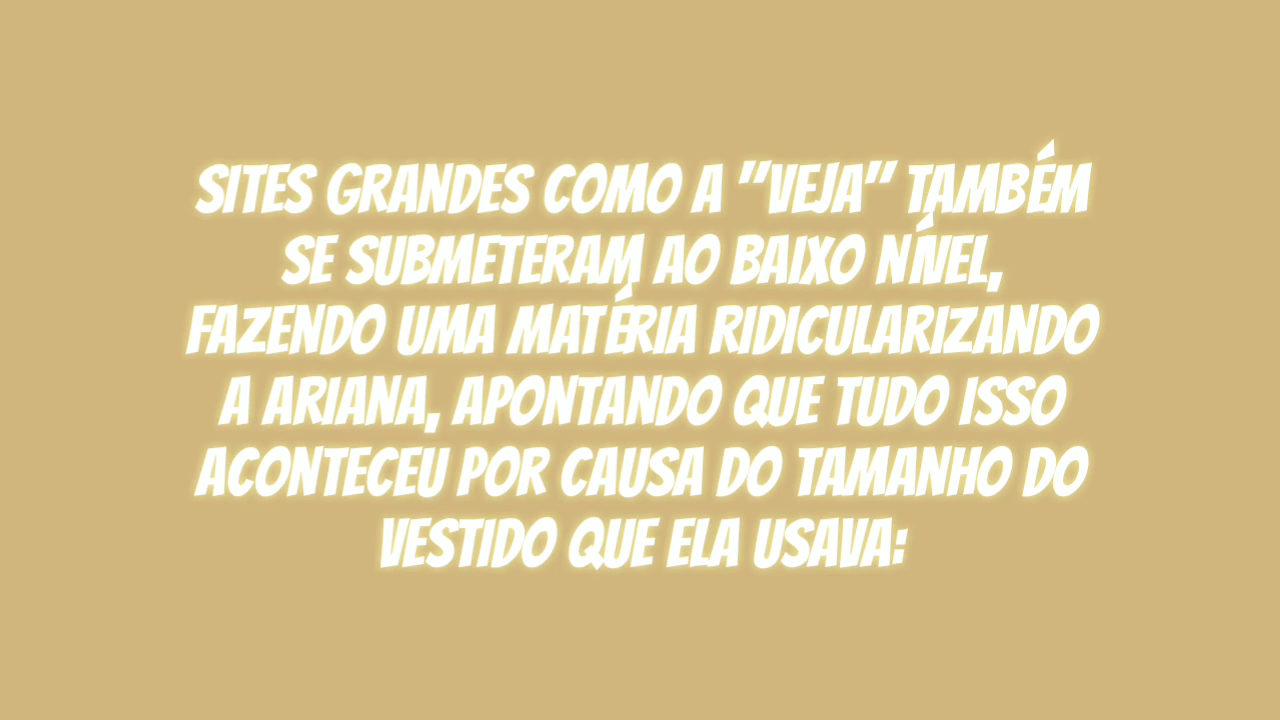 SITES GRANDES COMO A "VEJA" TAMBÉM
SE SUBMETERAM AO BAIXO NÍVEL,
FAZENDO UMA MATÉRIA RIDICULARIZANDO
A ARIANA, APONTANDO QUE TUDO ISSO
ACONTECEU POR CAUSA DO TAMANHO DO
VESTIDO QUE ELA USAVA: